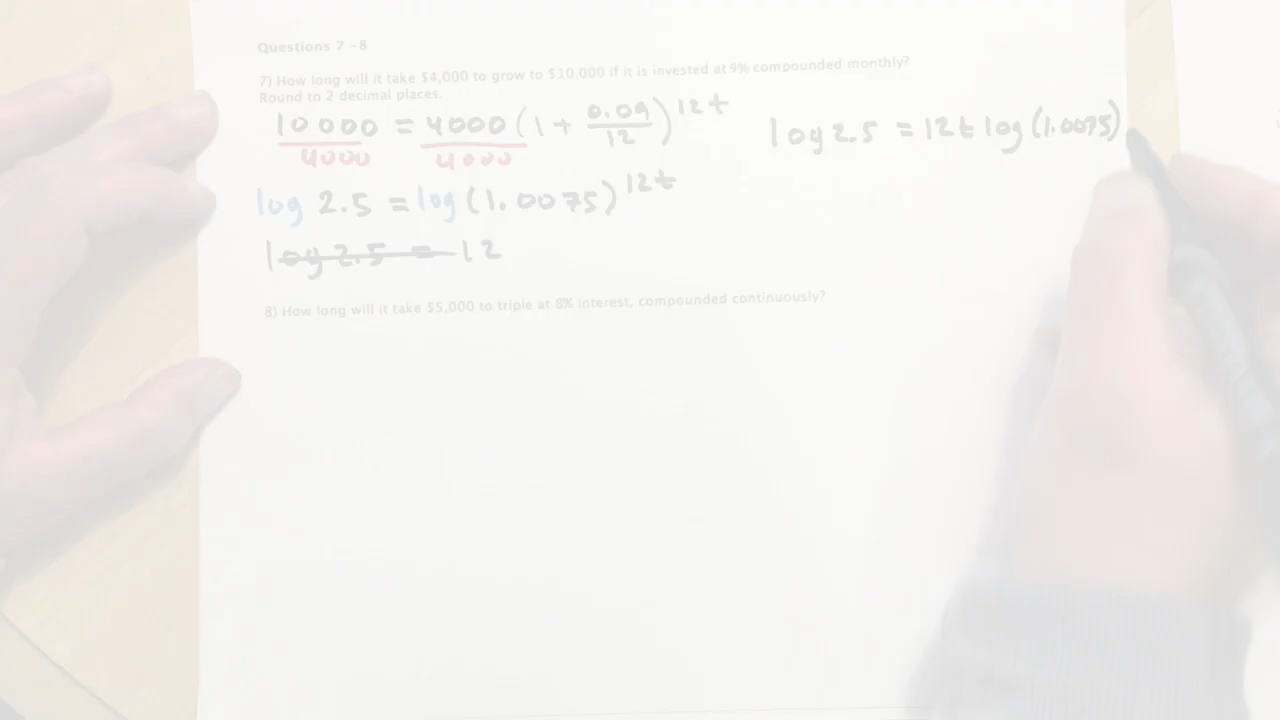 Questions 7 -8
7) How long will it take $4,000 to grow to $10,000 if it is invested at 9% compounded monthly?
Round to 2 decimal places.
10000 = 4000 (1 + 0.09/12)^12t
4000 4000
log 2.5 = log (1.0075)^12t
log 2.5 = 12
log 2.5 = 12t log (1.0075)
8) How long will it take $5,000 to triple at 8% interest, compounded continuously?